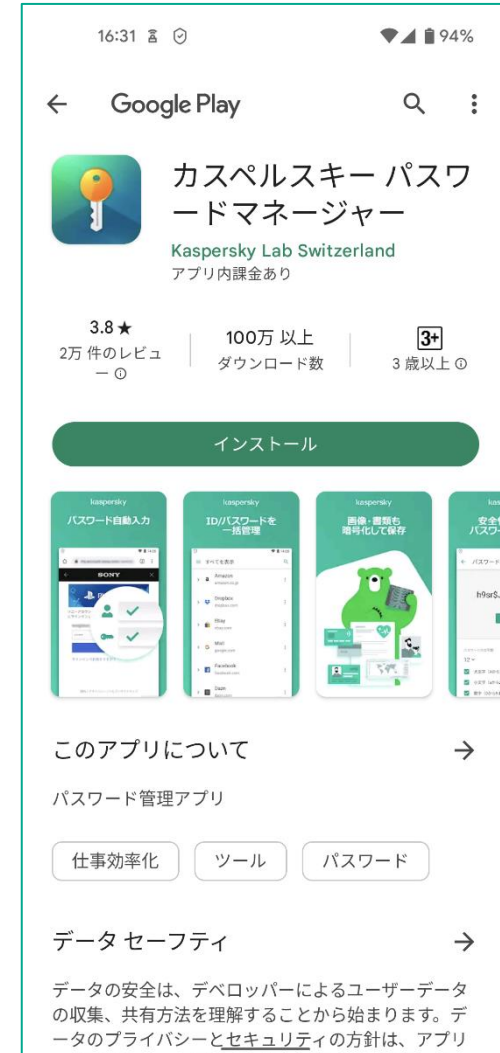 16:31
94%
Google Play
カスペルスキー パスワ
ードマネージャー
Kaspersky Lab Switzerland
アプリ内課金あり
3.8★
2万 件のレビュ
ー
100万 以上
ダウンロード数
3+
3 歳以上
インストール
kaspersky
パスワード自動入力
SONY
kaspersky
ID/パスワードを
一括管理
すべてを表示
Amazon
Dropbox
eBay
Facebook
kaspersky
画像・書類も
暗号化して保存
このアプリについて
パスワード管理アプリ
仕事効率化
ツール
パスワード
データ セーフティ
データの安全は、デベロッパーによるユーザーデータ
の収集、共有方法を理解することから始まります。デ
ータのプライバシーとセキュリティの方針は、アプリ